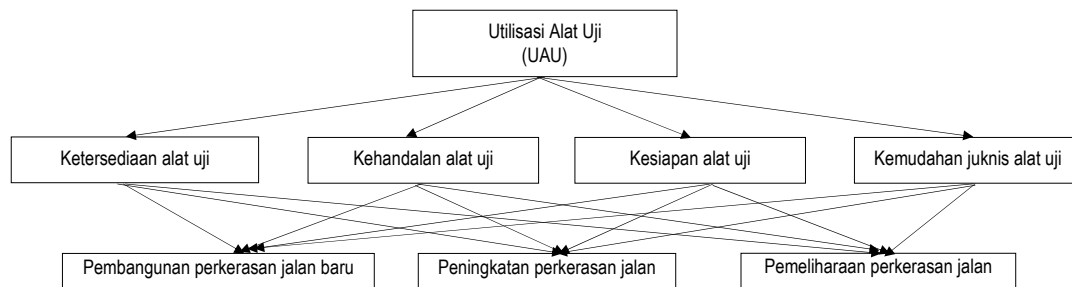 Utilisasi Alat Uji
(UAU)
Ketersediaan alat uji
Kehandalan alat uji
Kesiapan alat uji
Kemudahan juknis alat uji
Pembangunan perkerasan jalan baru
Peningkatan perkerasan jalan
Pemeliharaan perkerasan jalan